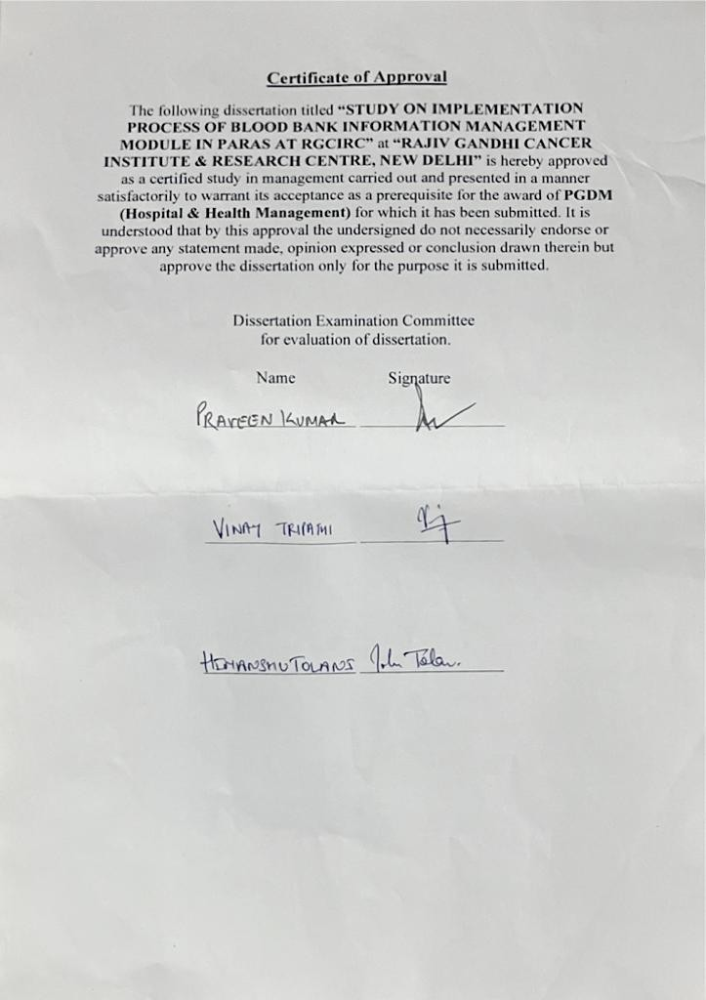 Certificate of Approval
The following dissertation titled “STUDY ON IMPLEMENTATION
PROCESS OF BLOOD BANK INFORMATION MANAGEMENT
MODULE IN PARAS AT RGCIRC” at “RAJIV GANDHI CANCER
INSTITUTE & RESEARCH CENTRE, NEW DELHI” is hereby approved
as a certified study in management carried out and presented in a manner
satisfactorily to warrant its acceptance as a prerequisite for the award of PGDM
(Hospital & Health Management) for which it has been submitted. It is
understood that by this approval the undersigned do not necessarily endorse or
approve any statement made, opinion expressed or conclusion drawn therein but
approve the dissertation only for the purpose it is submitted.
Dissertation Examination Committee
for evaluation of dissertation.
Name Signature
PRAVEEN KUMAR
VINAY TRIPATHI
HIMANSHU TOLANS